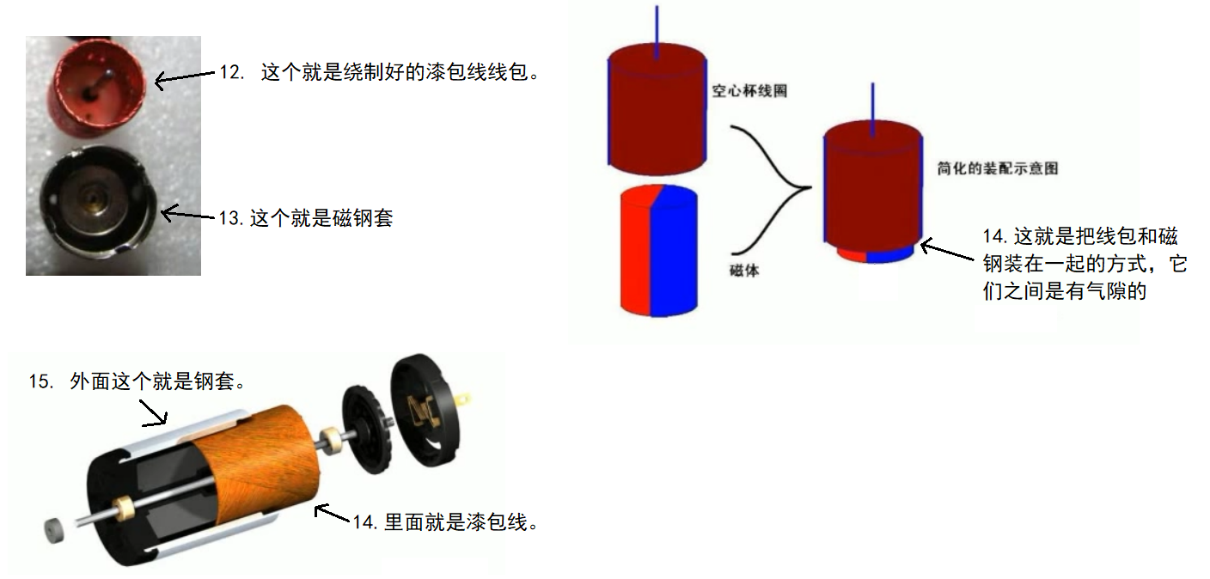 12. 这个就是绕制好的漆包线线包。
13.这个就是磁钢套
空心杯线圈
简化的装配示意图
磁体
14.这就是把线包和磁
钢装在一起的方式，它
们之间是有气隙的
15. 外面这个就是钢套。
14.里面就是漆包线。